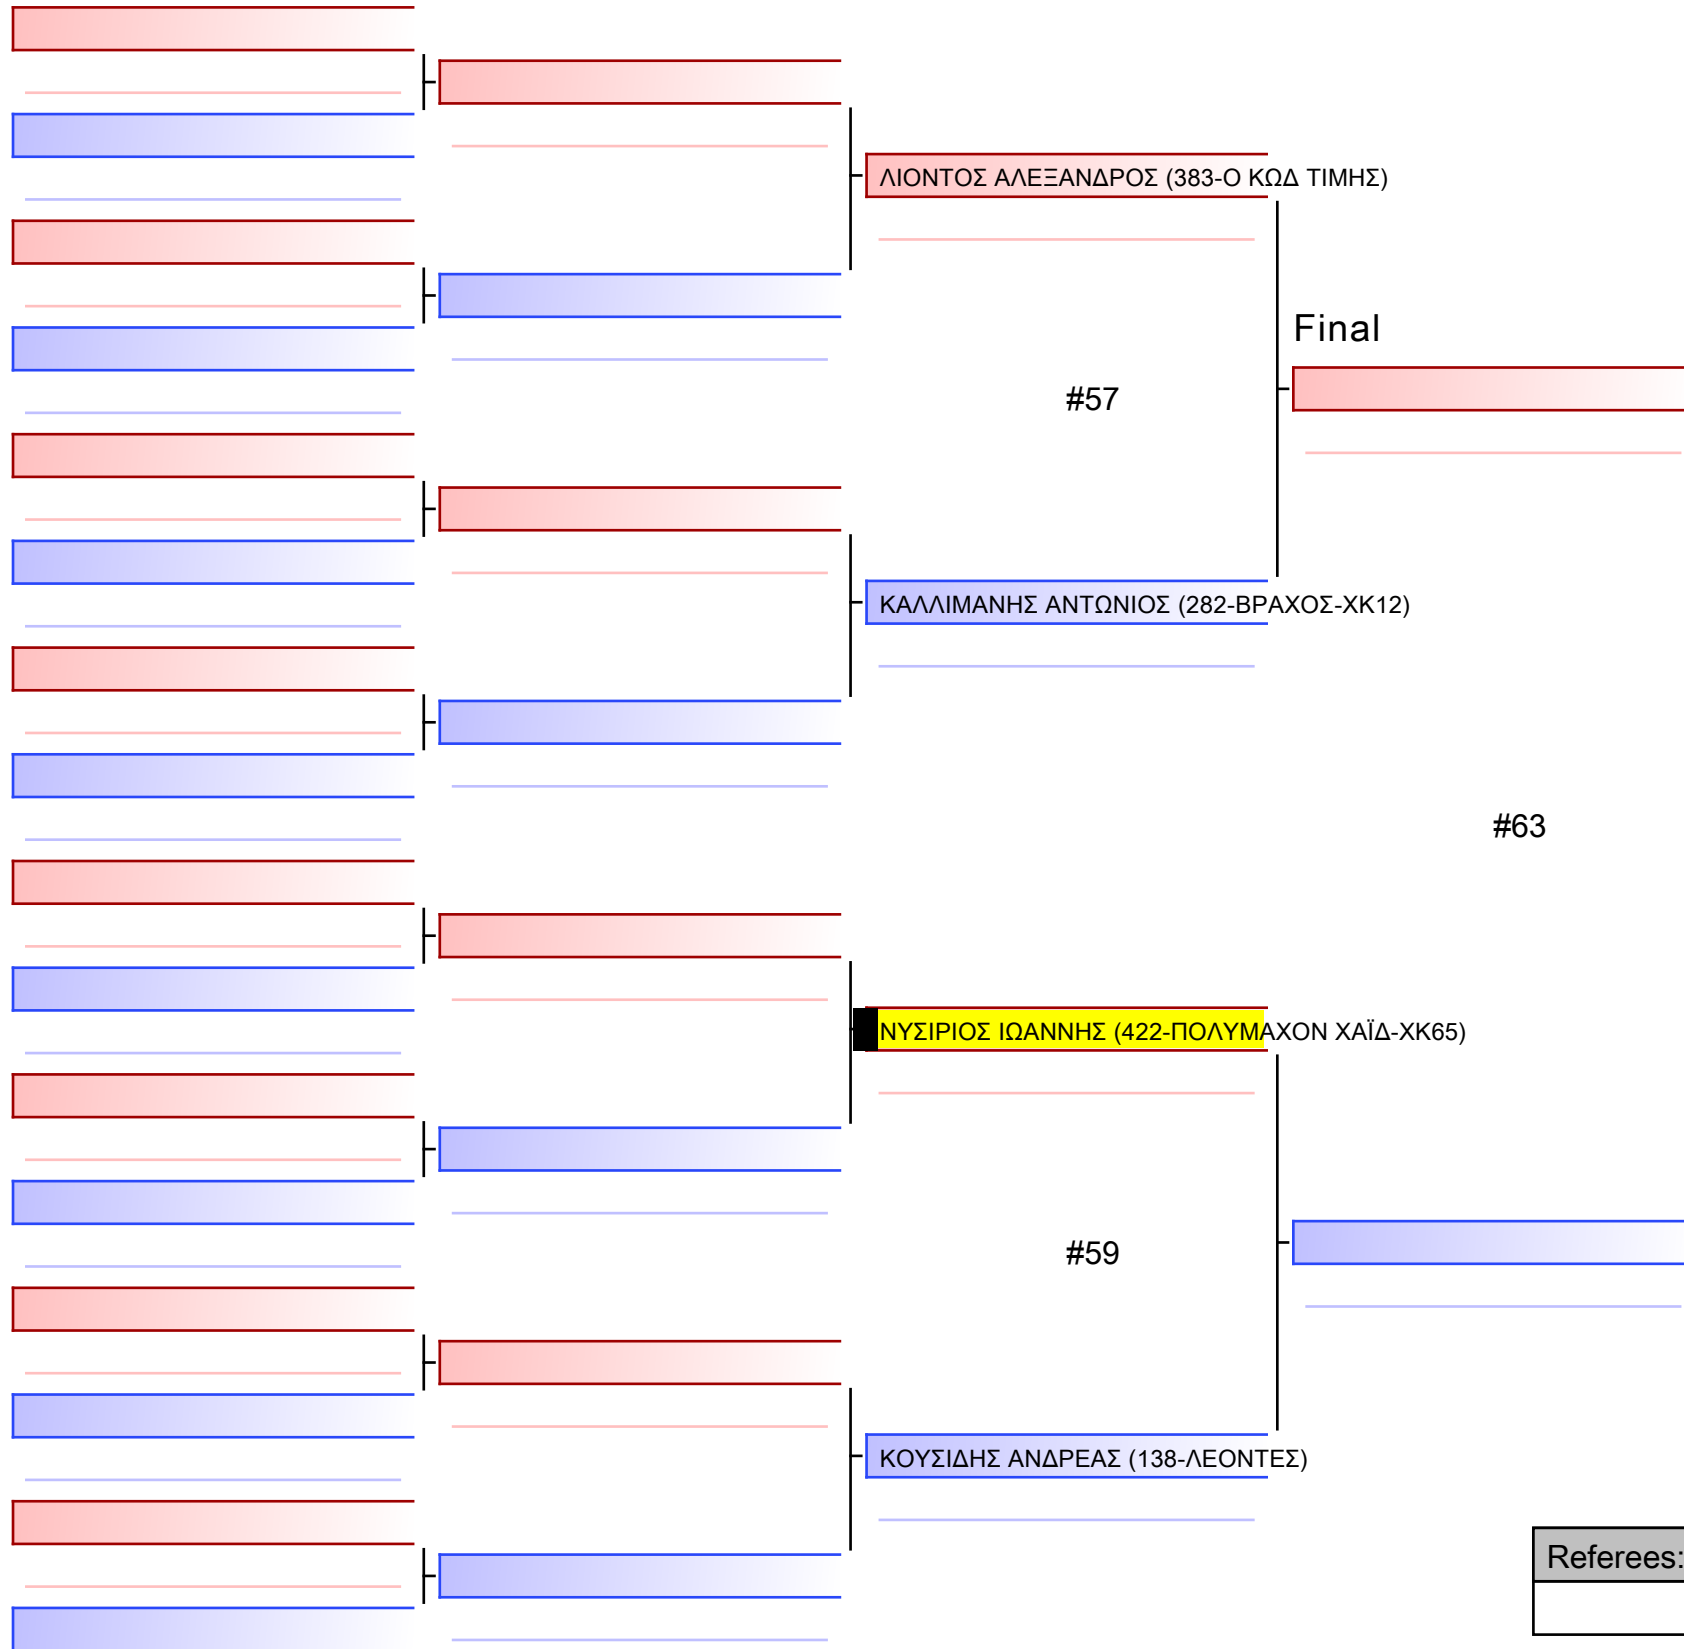 ΛΙΟΝΤΟΣ ΑΛΕΞΑΝΔΡΟΣ (383-Ο ΚΩΔ ΤΙΜΗΣ)
Final
#57
ΚΑΛΛΙΜΑΝΗΣ ΑΝΤΩΝΙΟΣ (282-ΒΡΑΧΟΣ-ΧΚ12)
#63
ΝΥΣΙΡΙΟΣ ΙΩΑΝΝΗΣ (422-ΠΟΛΥΜΑΧΟΝ ΧΑΪΔ-ΧΚ65)
#59
ΚΟΥΣΙΔΗΣ ΑΝΔΡΕΑΣ (138-ΛΕΟΝΤΕΣ)
Referees: